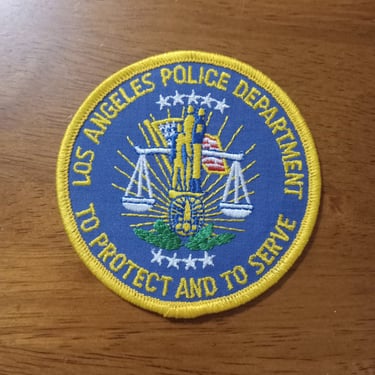 LOS ANGELES POLICE DEPARTMENT
TO PROTECT AND TO SERVE